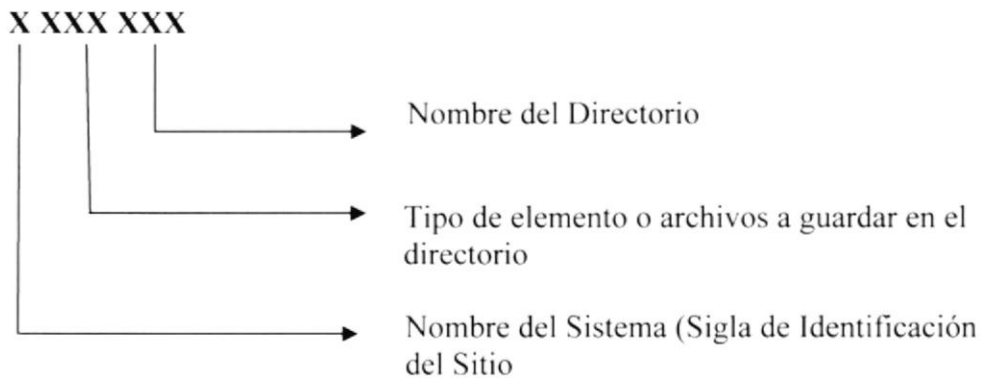 X XXX XXX
Nombre del Directorio
Tipo de elemento o archivos a guardar en el
directorio
Nombre del Sistema (Sigla de Identificación
del Sitio